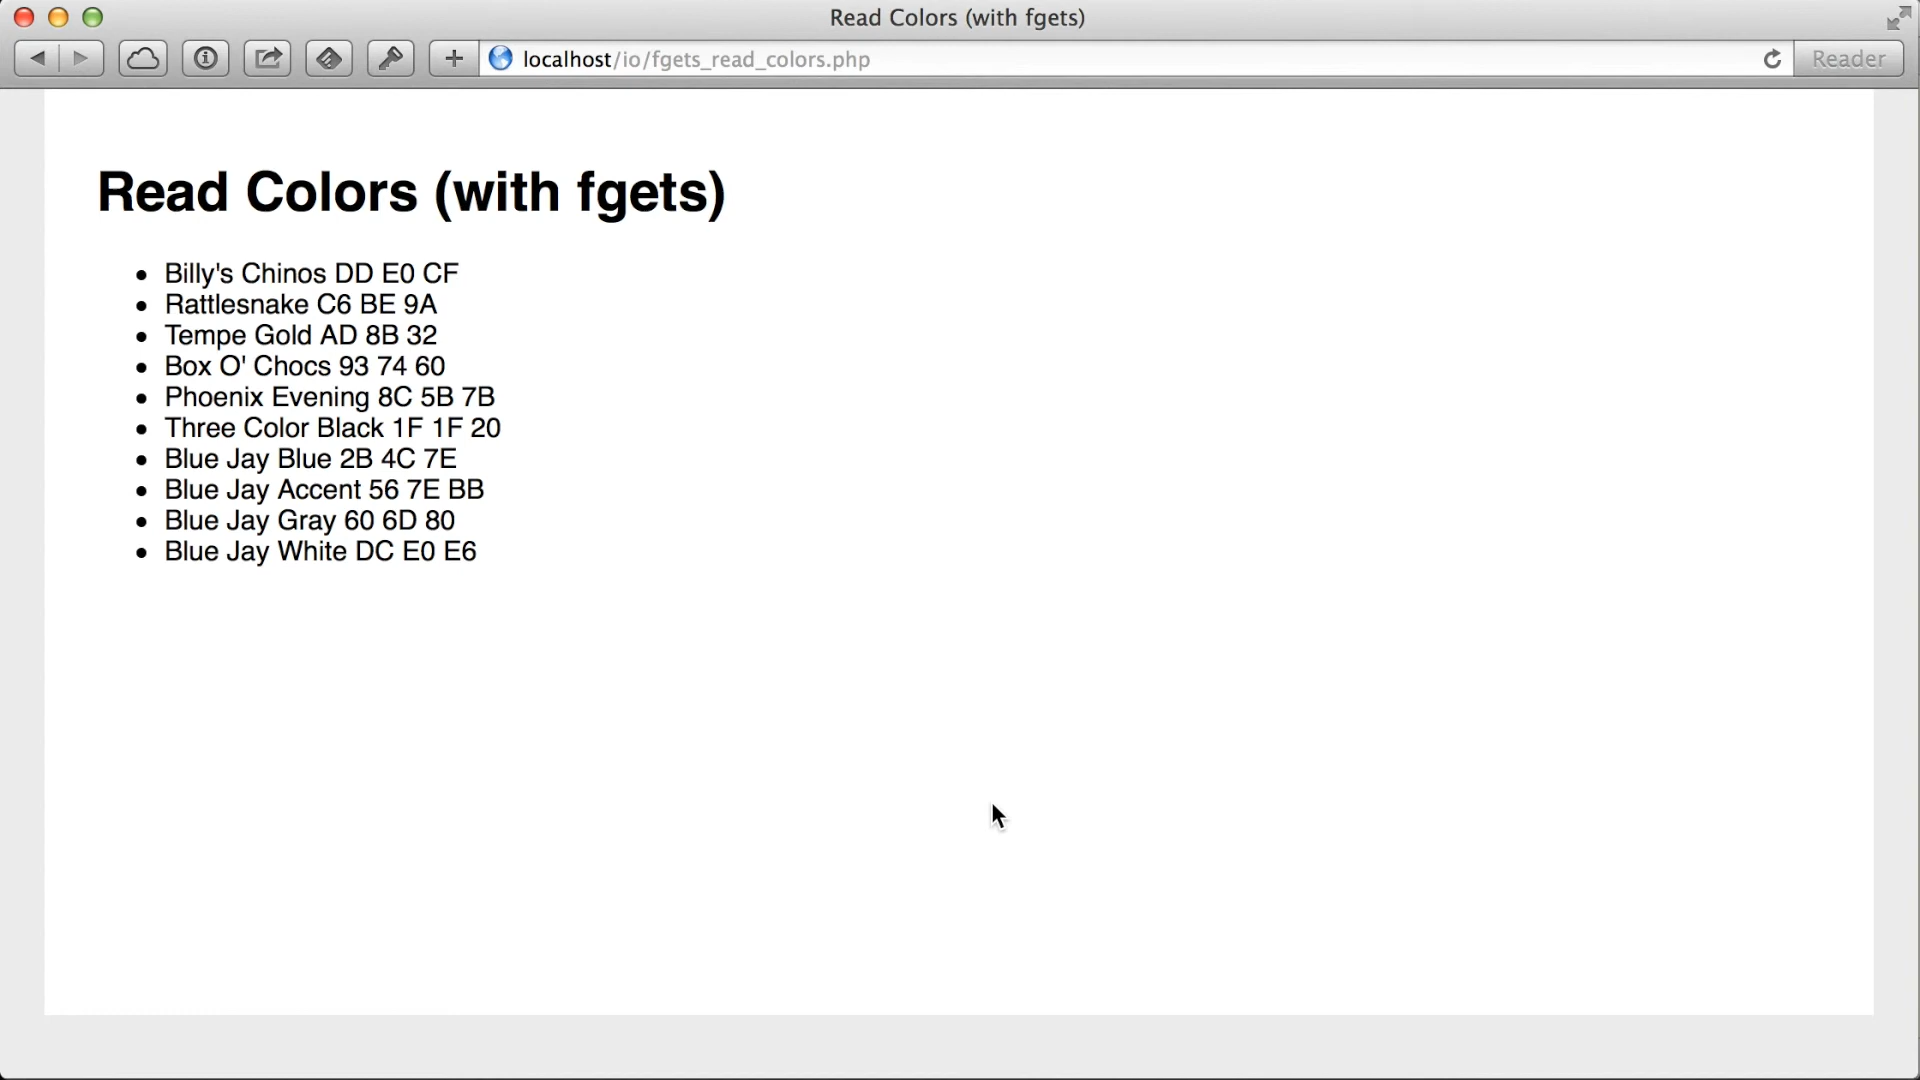 Read Colors (with fgets)
localhost/io/fgets_read_colors.php
Reader
Read Colors (with fgets)
Billy's Chinos DD E0 CF
Rattlesnake C6 BE 9A
Tempe Gold AD 8B 32
Box O' Chocs 93 74 60
Phoenix Evening 8C 5B 7B
Three Color Black 1F 1F 20
Blue Jay Blue 2B 4C 7E
Blue Jay Accent 56 7E BB
Blue Jay Gray 60 6D 80
Blue Jay White DC E0 E6